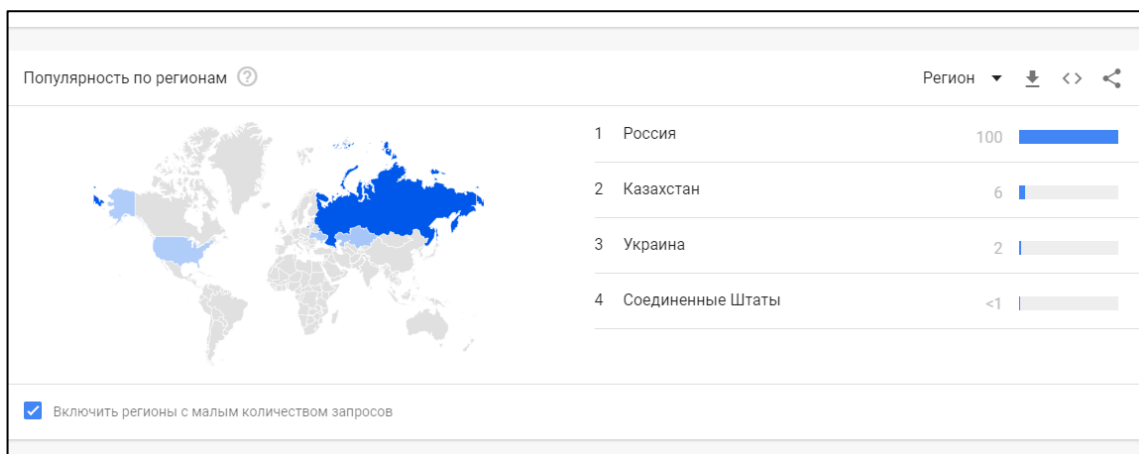 Популярность по регионам ?
Регион
1 Россия 100
2 Казахстан 6
3 Украина 2
4 Соединенные Штаты <1
Включить регионы с малым количеством запросов